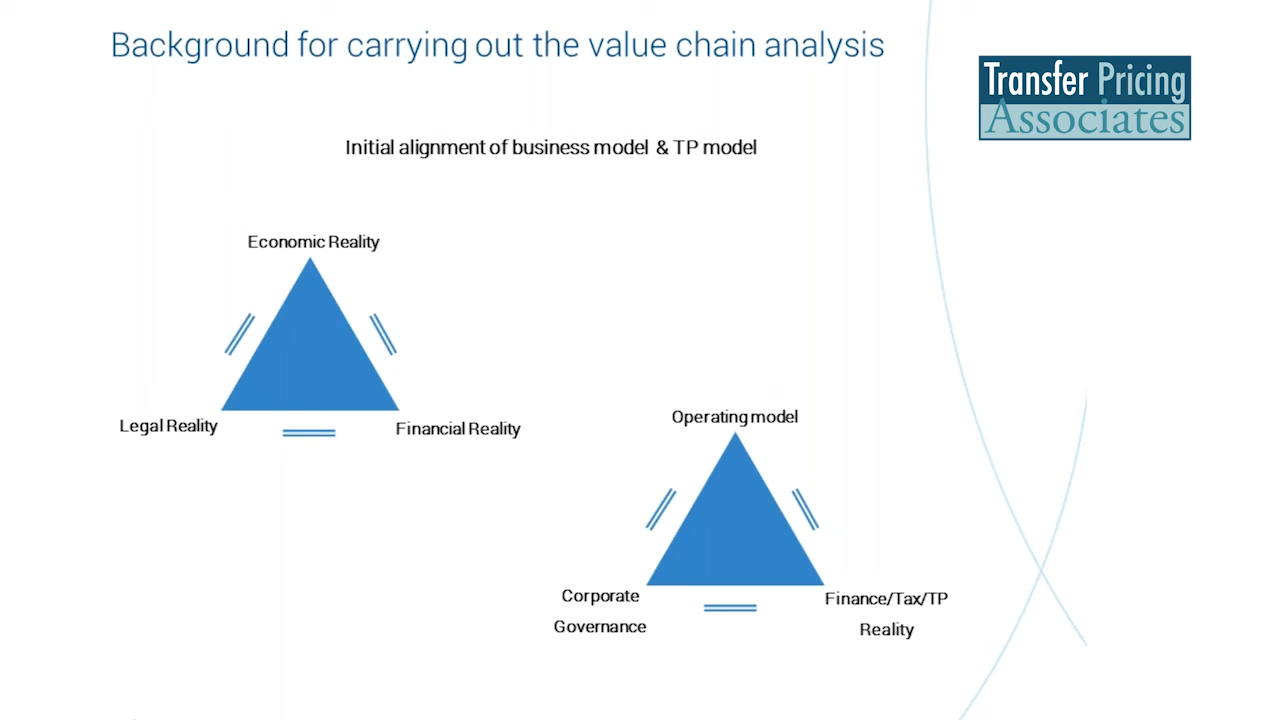 Background for carrying out the value chain analysis
Transfer Pricing
Associates
Initial alignment of business model & TP model
Economic Reality
Legal Reality
Financial Reality
Operating model
Corporate
Governance
Finance/Tax/TP
Reality